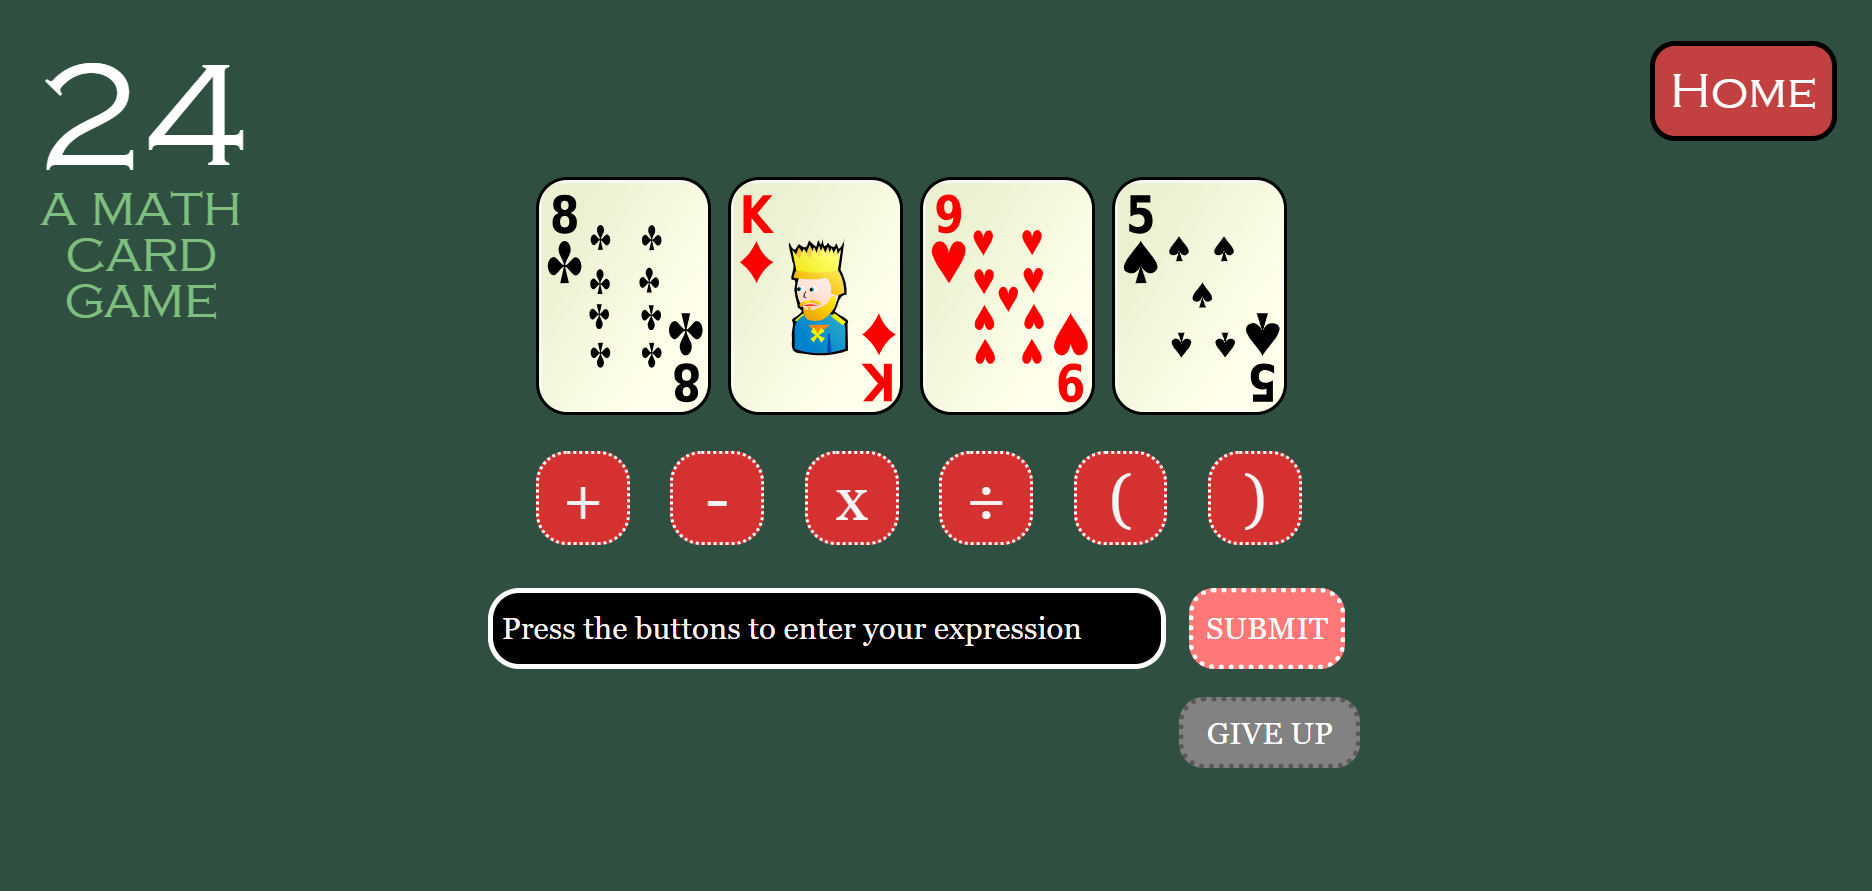 24
A MATH
CARD
GAME
Home
8
8
K
K
9
9
5
5
+
-
x
÷
(
)
Press the buttons to enter your expression
SUBMIT
GIVE UP